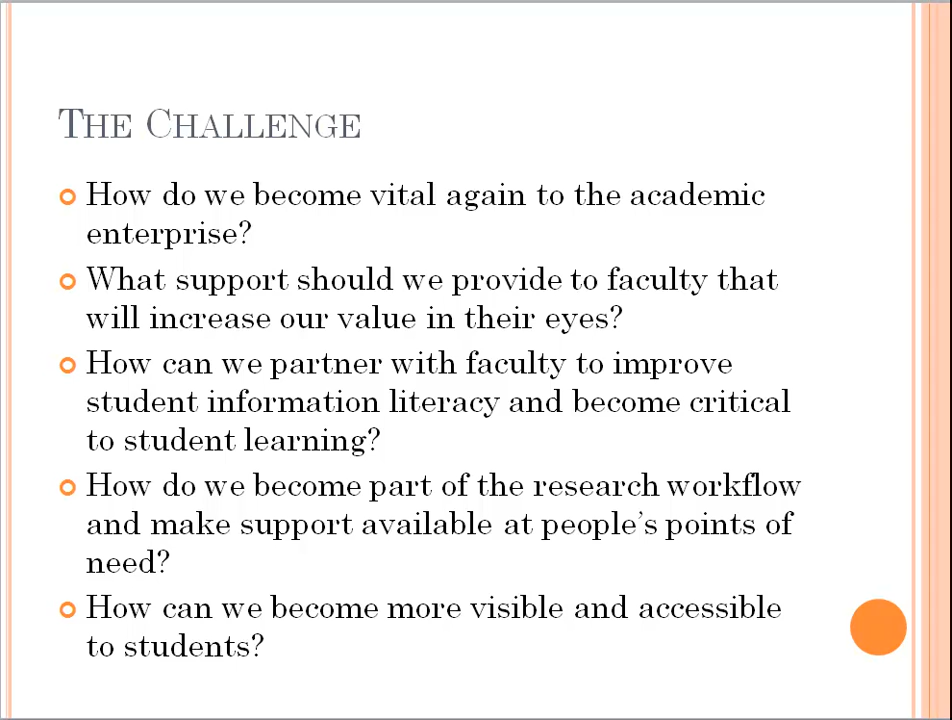 THE CHALLENGE
How do we become vital again to the academic
enterprise?
What support should we provide to faculty that
will increase our value in their eyes?
How can we partner with faculty to improve
student information literacy and become critical
to student learning?
How do we become part of the research workflow
and make support available at people's points of
need?
How can we become more visible and accessible
to students?